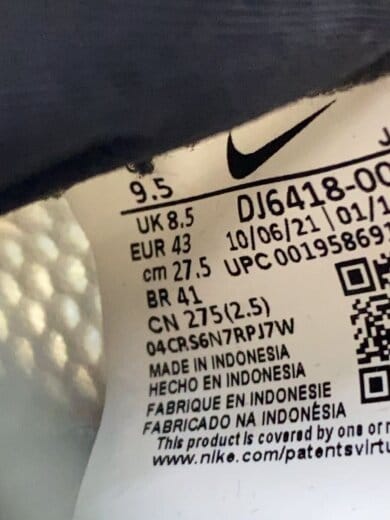 9.5
UK 8.5
EUR 43
cm 27.5
BR 41
CN 275(2.5)
DJ6418-00
10/06/21 01/1
UPC 00195869
04CRS6N7RPJ7W
MADE IN INDONESIA
HECHO EN INDONESIA
FABRIQUE EN INDONESIE
FABRICADO NA INDONÉSIA
This product is covered by one or
www.nike.com/patentsvirtu